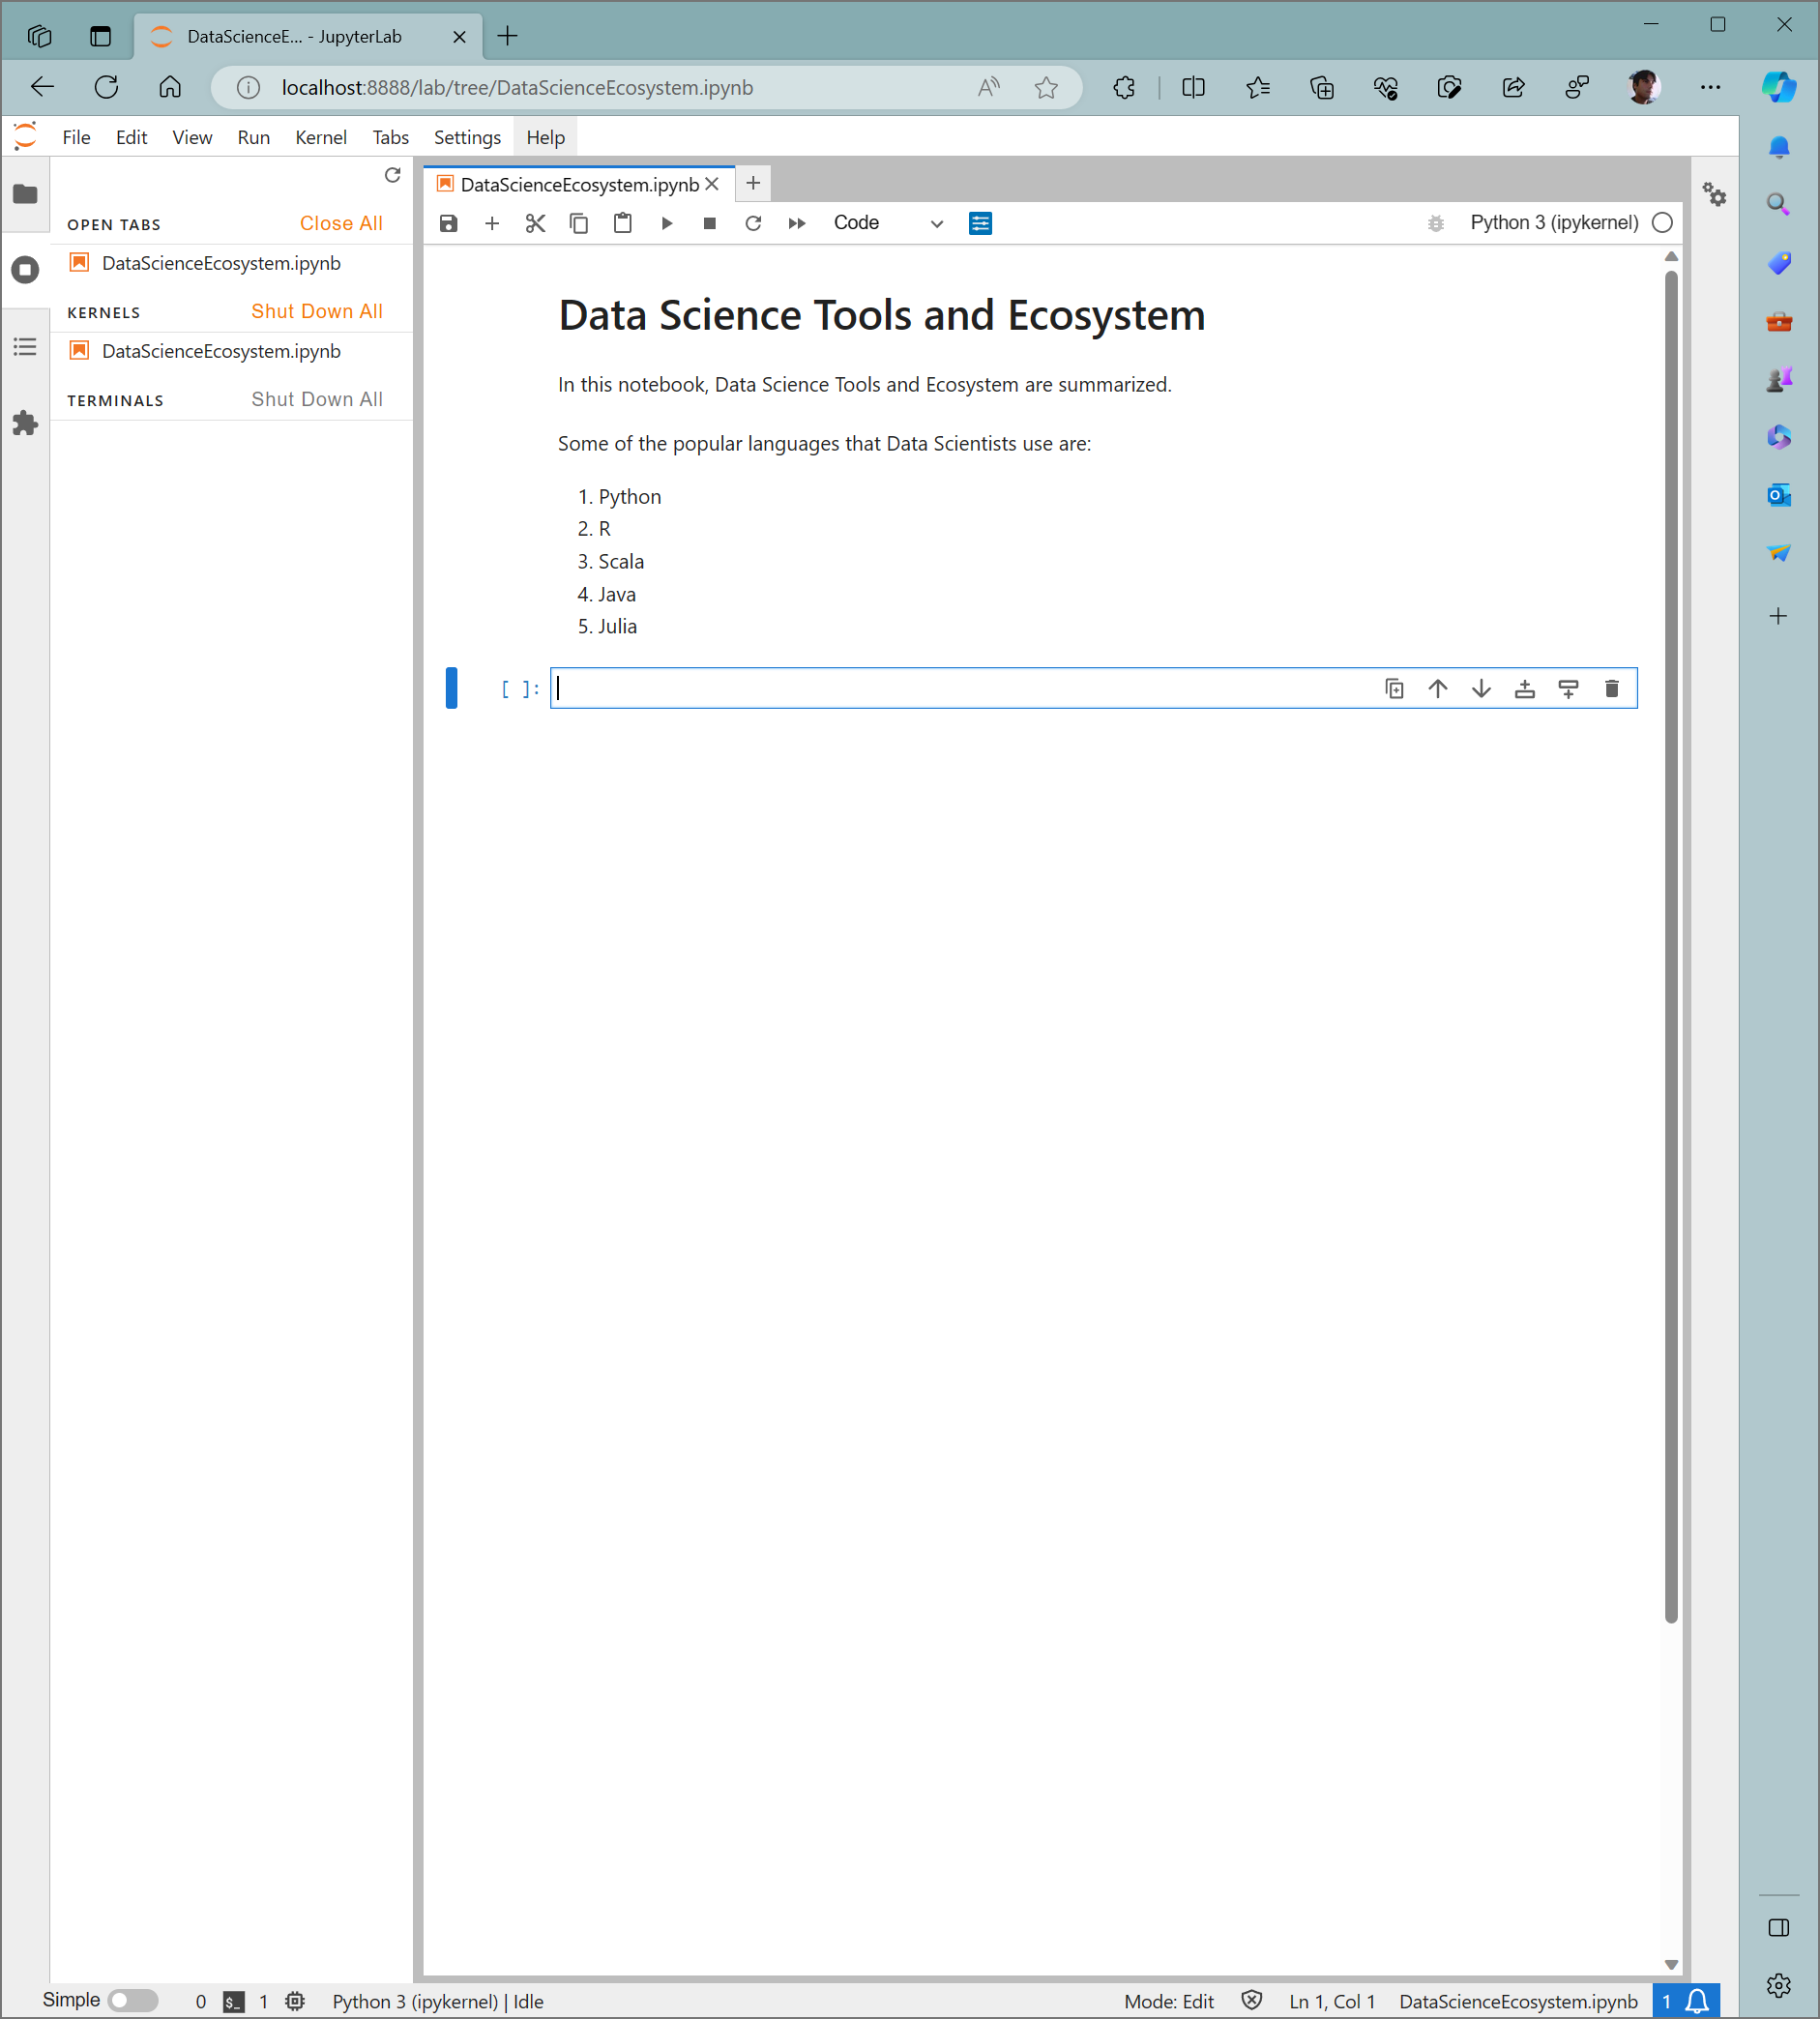 DataScienceE... - JupyterLab
localhost:8888/lab/tree/DataScienceEcosystem.ipynb
File Edit View Run Kernel Tabs Settings Help
OPEN TABS Close All
DataScienceEcosystem.ipynb
KERNELS Shut Down All
DataScienceEcosystem.ipynb
TERMINALS Shut Down All
DataScienceEcosystem.ipynb
Code Python 3 (ipykernel)
Data Science Tools and Ecosystem
In this notebook, Data Science Tools and Ecosystem are summarized.
Some of the popular languages that Data Scientists use are:
1. Python
2. R
3. Scala
4. Java
5. Julia
[ ]:
Simple 0 $_ 1 Python 3 (ipykernel) | Idle Mode: Edit Ln 1, Col 1 DataScienceEcosystem.ipynb 1